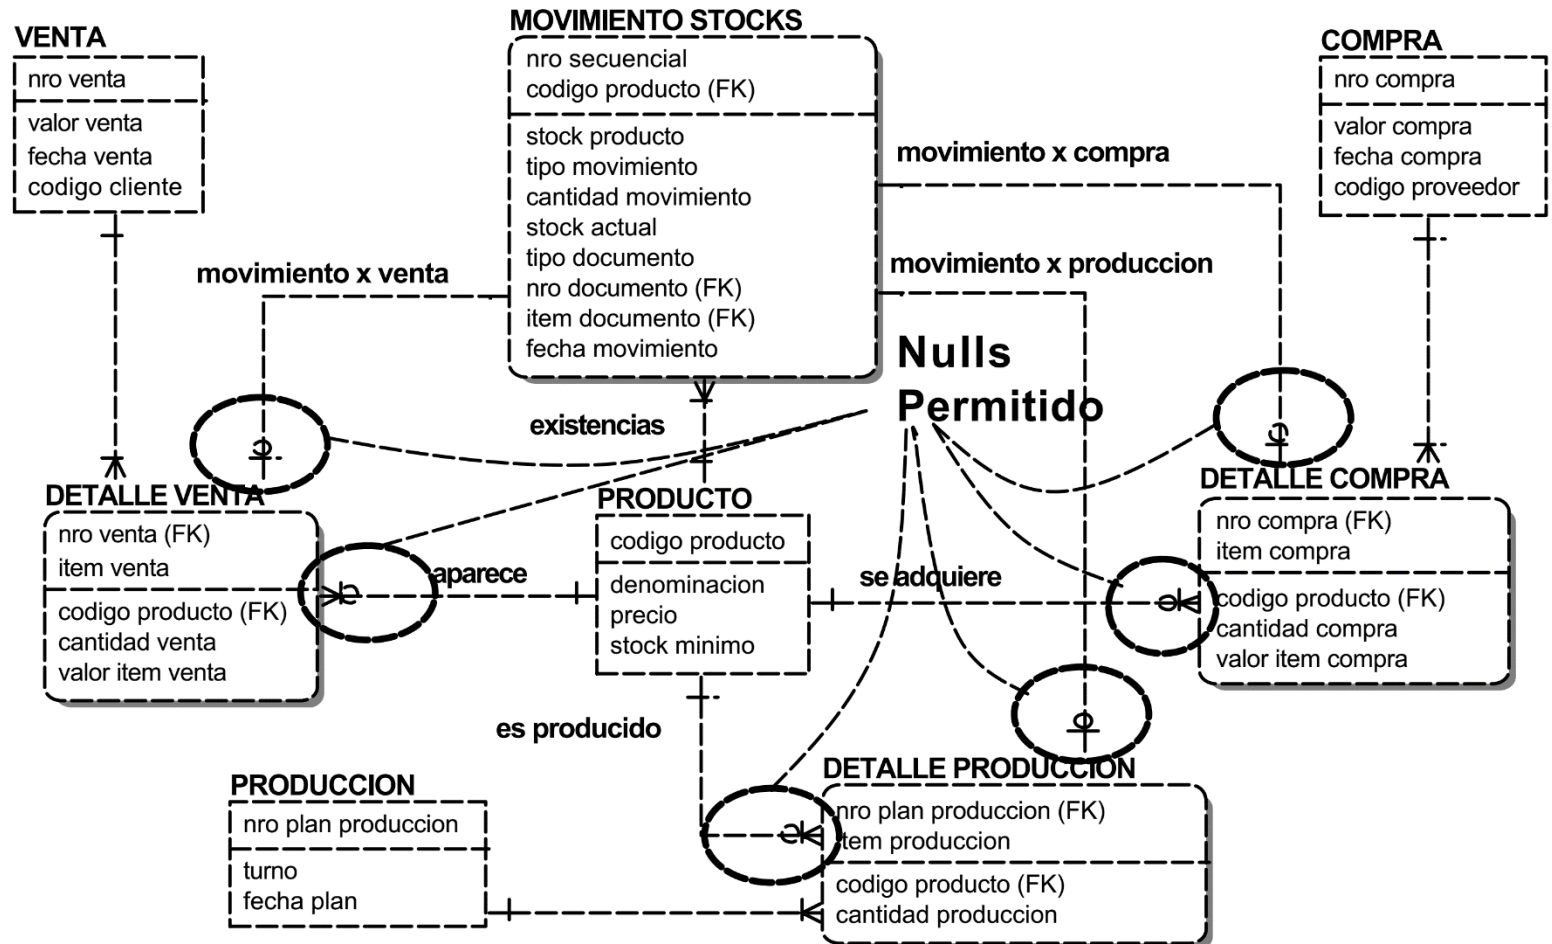 VENTA
nro venta
valor venta
fecha venta
codigo cliente
MOVIMIENTO STOCKS
nro secuencial
codigo producto (FK)
stock producto
tipo movimiento
cantidad movimiento
stock actual
tipo documento
nro documento (FK)
item documento (FK)
fecha movimiento
COMPRA
nro compra
valor compra
fecha compra
codigo proveedor
movimiento x compra
movimiento x venta
movimiento x produccion
Nulls
Permitido
existencias
DETALLE VENTA
nro venta (FK)
item venta
codigo producto (FK)
cantidad venta
valor item venta
aparece
PRODUCTO
codigo producto
denominacion
precio
stock minimo
se adquiere
DETALLE COMPRA
nro compra (FK)
item compra
codigo producto (FK)
cantidad compra
valor item compra
es producido
PRODUCCION
nro plan produccion
turno
fecha plan
DETALLE PRODUCCION
nro plan produccion (FK)
item produccion
codigo producto (FK)
cantidad produccion